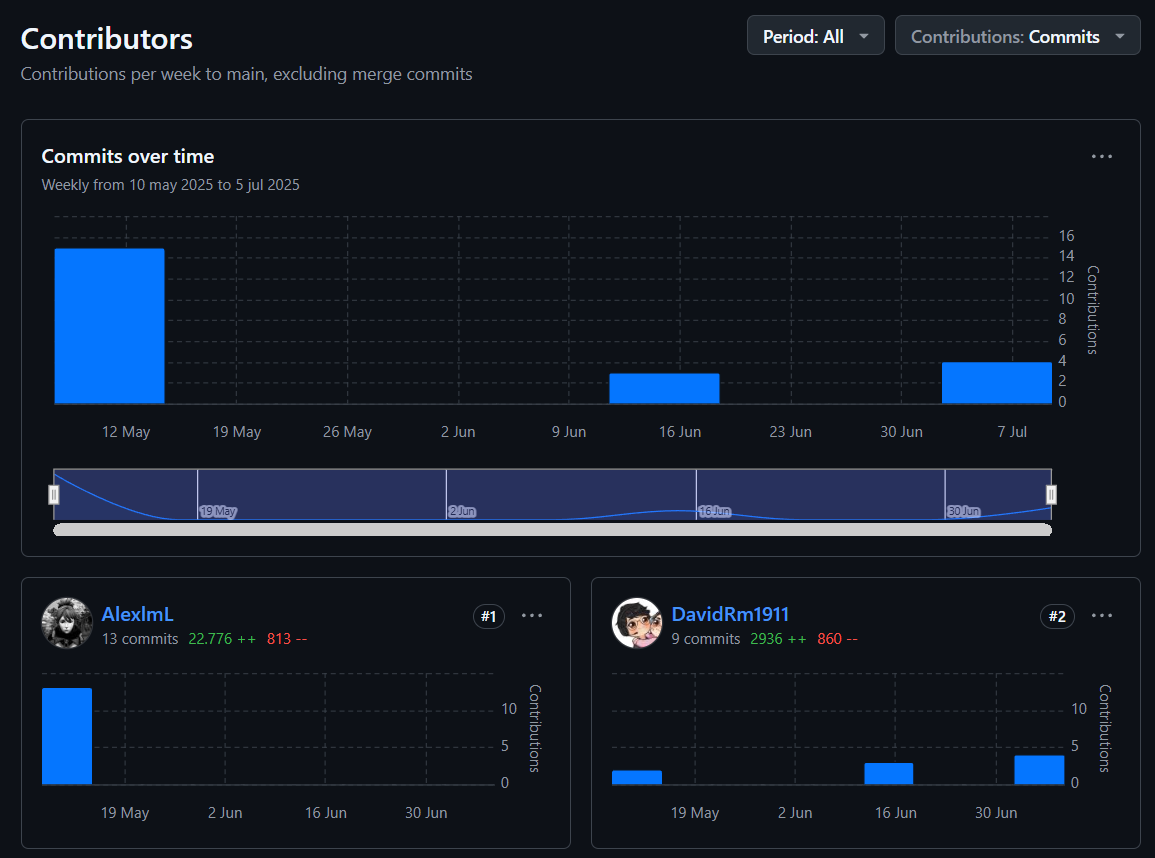 Contributors
Period: All
Contributions: Commits
Contributions per week to main, excluding merge commits
Commits over time
Weekly from 10 may 2025 to 5 jul 2025
16
14
12
10
8
6
4
2
0
Contributions
12 May 19 May 26 May 2 Jun 9 Jun 16 Jun 23 Jun 30 Jun 7 Jul
19 May 2 Jun 16 Jun 30 Jun
AlexlmL
#1
13 commits 22.776 ++ 813 --
10
5
0
Contributions
19 May 2 Jun 16 Jun 30 Jun
DavidRm1911
#2
9 commits 2936 ++ 860 --
10
5
0
Contributions
19 May 2 Jun 16 Jun 30 Jun